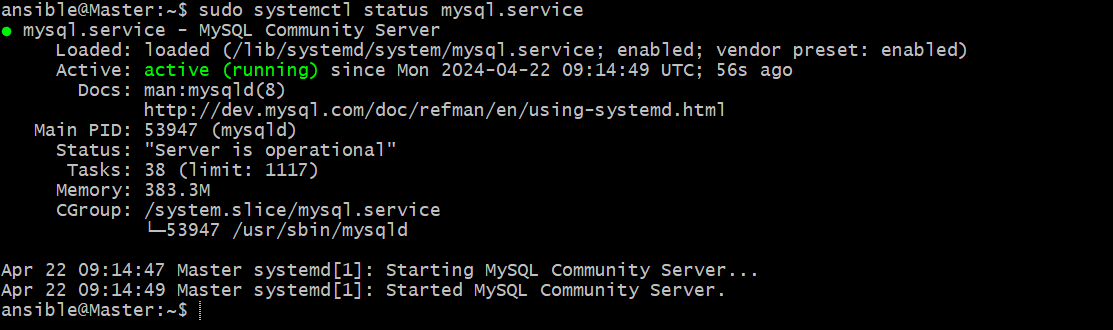 ansible@Master:~$ sudo systemctl status mysql.service
● mysql.service - MySQL Community Server
Loaded: loaded (/lib/systemd/system/mysql.service; enabled; vendor preset: enabled)
Active: active (running) since Mon 2024-04-22 09:14:49 UTC; 56s ago
Docs: man:mysqld(8)
http://dev.mysql.com/doc/refman/en/using-systemd.html
Main PID: 53947 (mysqld)
Status: "Server is operational"
Tasks: 38 (limit: 1117)
Memory: 383.3M
CGroup: /system.slice/mysql.service
└─53947 /usr/sbin/mysqld
Apr 22 09:14:47 Master systemd[1]: Starting MySQL Community Server...
Apr 22 09:14:49 Master systemd[1]: Started MySQL Community Server.
ansible@Master:~$